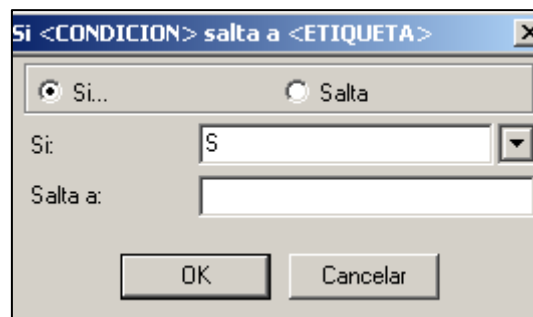 Si <CONDICION> salta a <ETIQUETA>
Si... Salta
Si: S
Salta a:
OK Cancelar